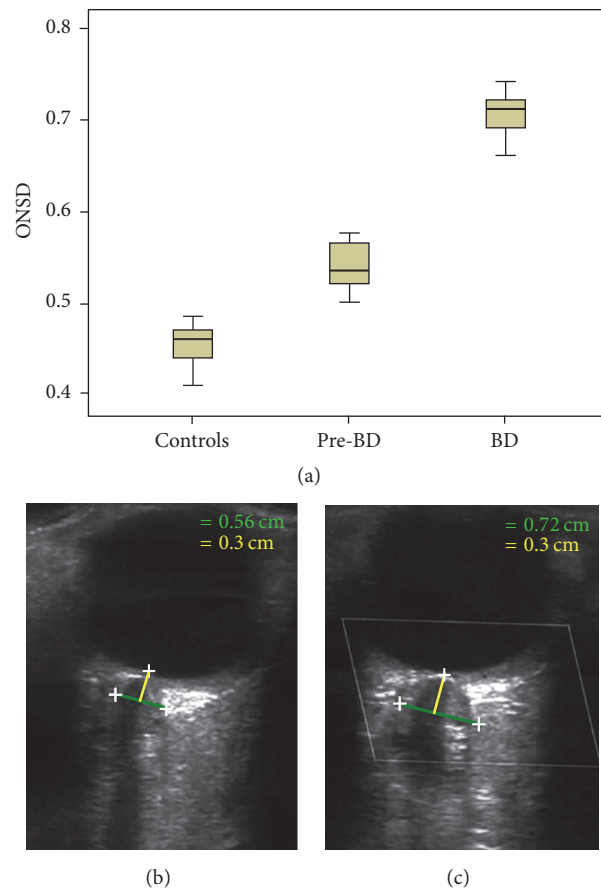 0.8
0.7
0.6
0.5
0.4
ONSD
Controls Pre-BD BD
(a)
= 0.56 cm
= 0.3 cm
= 0.72 cm
= 0.3 cm
(b)
(c)